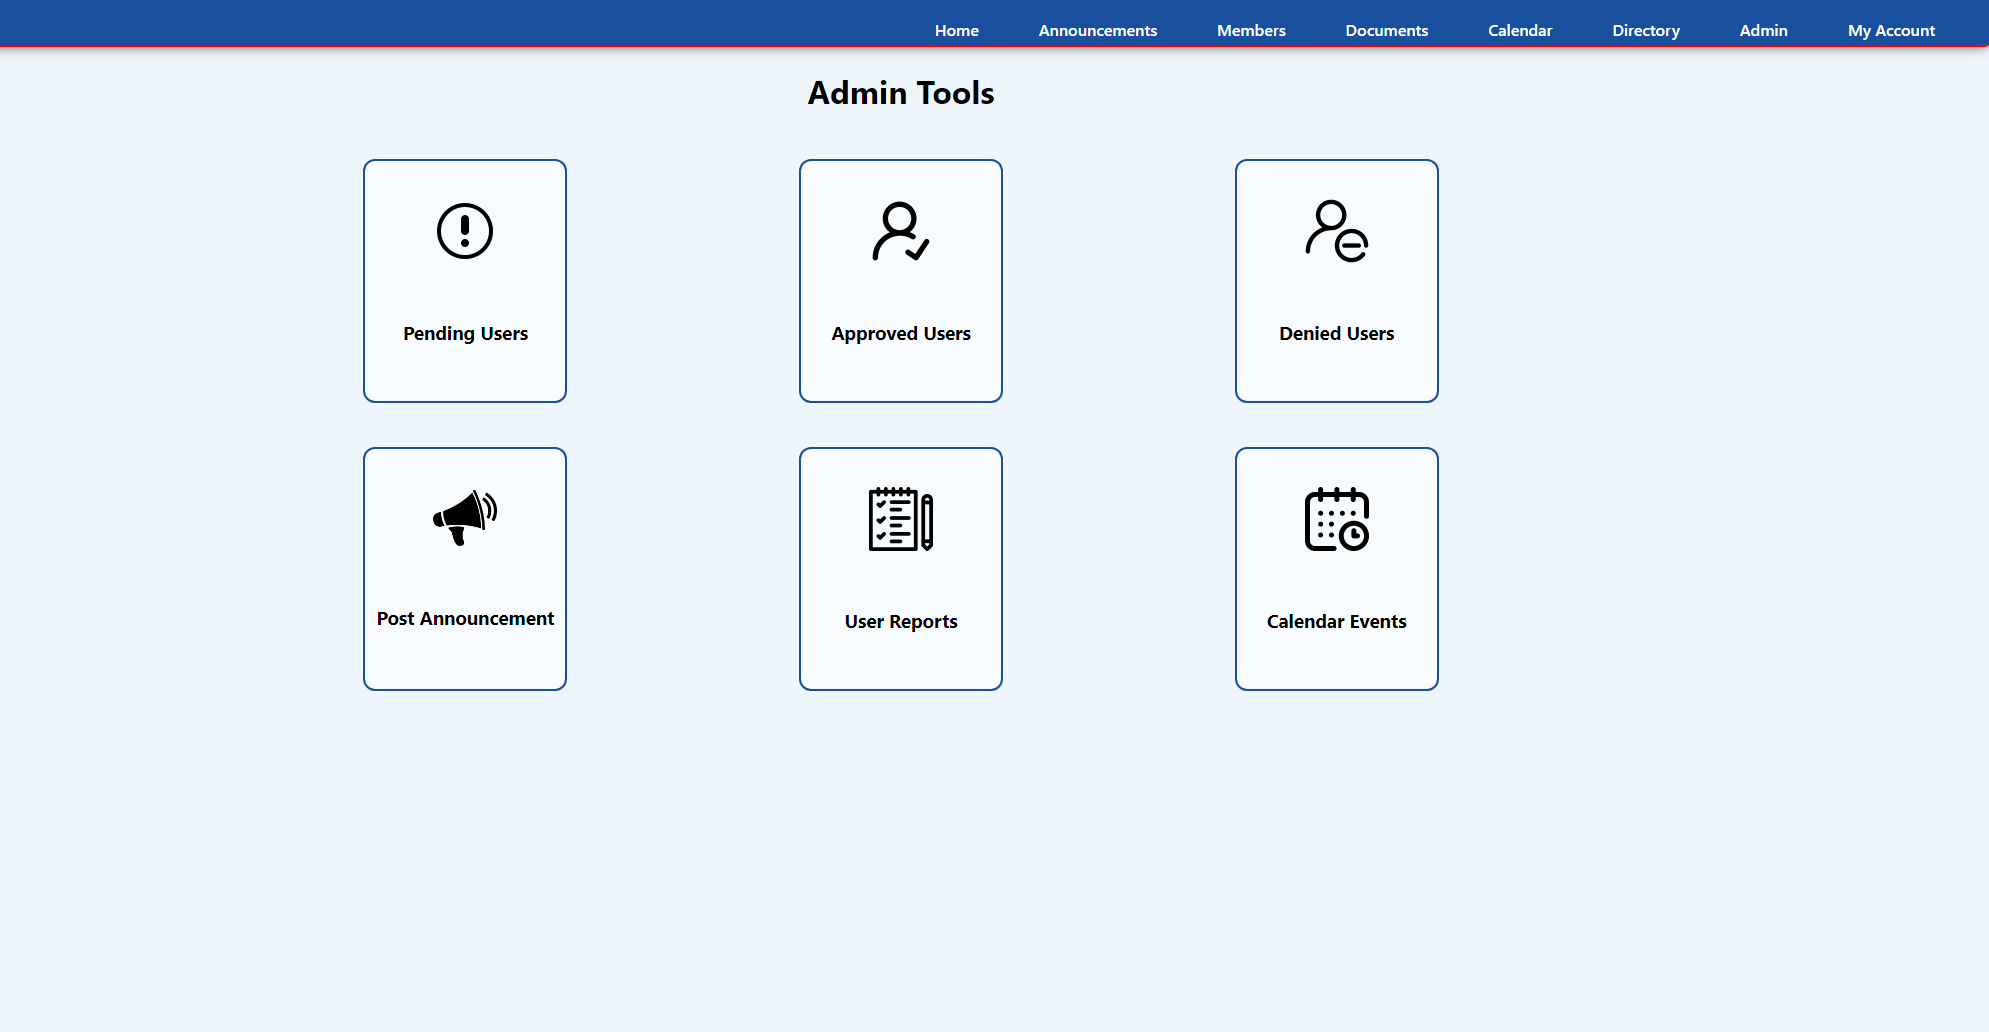 Home Announcements Members Documents Calendar Directory Admin My Account
Admin Tools
Pending Users
Approved Users
Denied Users
Post Announcement
User Reports
Calendar Events